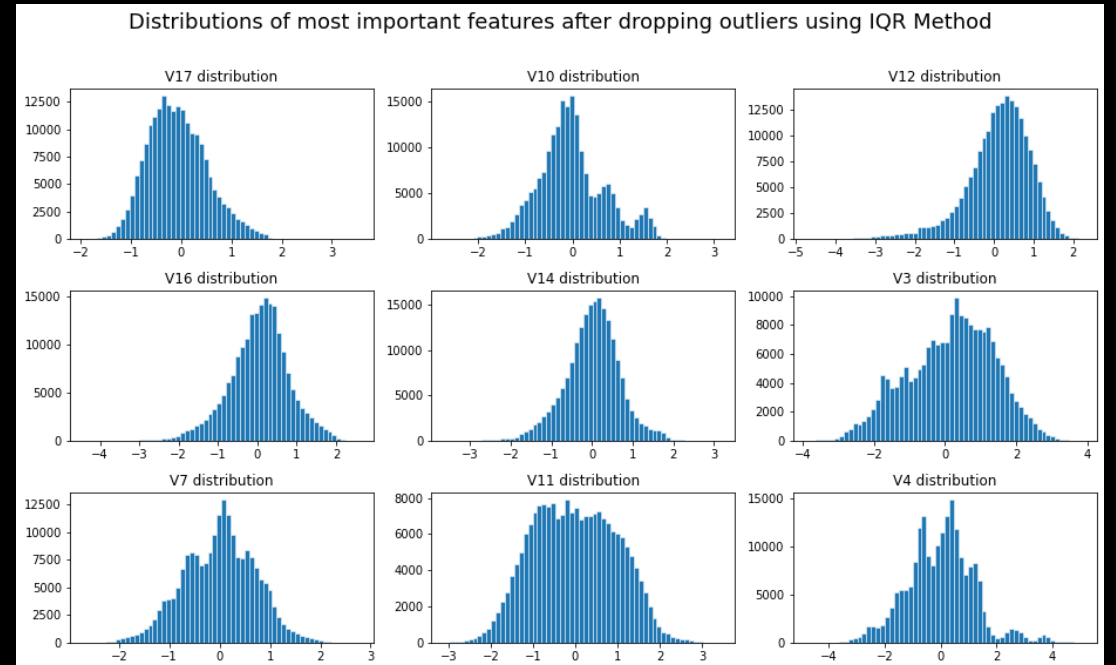 Distributions of most important features after dropping outliers using IQR Method
V17 distribution
12500
10000
7500
5000
2500
0
-2 -1 0 1 2 3
V10 distribution
15000
10000
5000
0
-2 -1 0 1 2 3
V12 distribution
12500
10000
7500
5000
2500
0
-5 -4 -3 -2 -1 0 1 2
V16 distribution
15000
10000
5000
0
-4 -3 -2 -1 0 1 2
V14 distribution
15000
10000
5000
0
-3 -2 -1 0 1 2 3
V3 distribution
10000
8000
6000
4000
2000
0
-4 -2 0 2 4
V7 distribution
12500
10000
7500
5000
2500
0
-2 -1 0 1 2 3
V11 distribution
8000
6000
4000
2000
0
-3 -2 -1 0 1 2 3
V4 distribution
15000
10000
5000
0
-4 -2 0 2 4